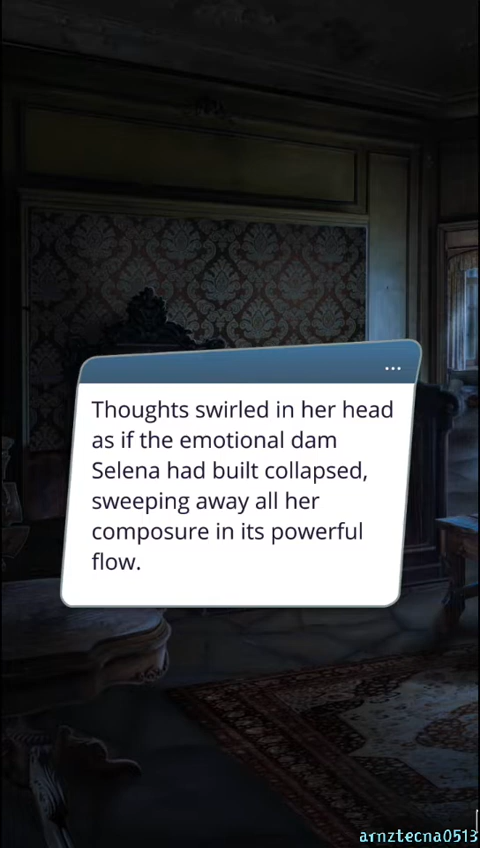 ...
Thoughts swirled in her head
as if the emotional dam
Selena had built collapsed,
sweeping away all her
composure in its powerful
flow.
arnztecna0513